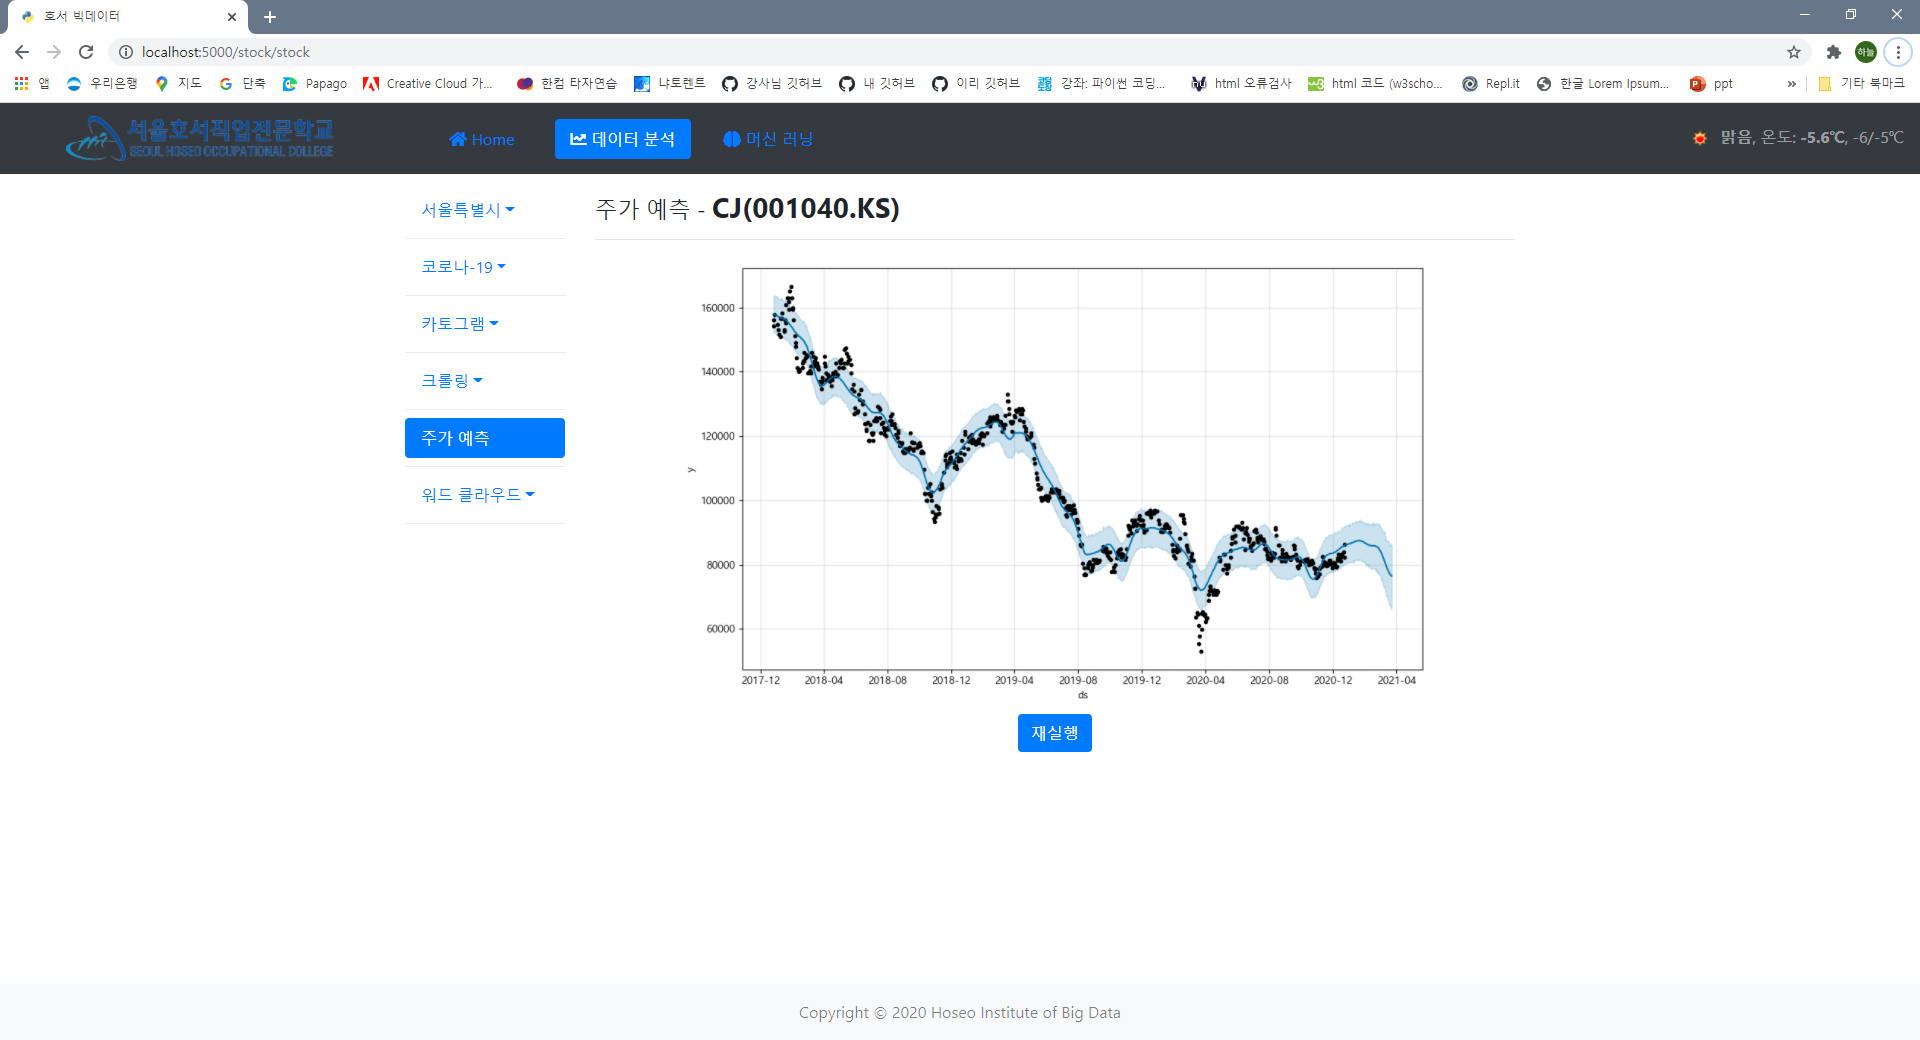 호서 빅데이터
localhost:5000/stock/stock
하늘
앱 우리은행 지도 단축 Papago Creative Cloud 가... 한컴 타자연습 냐토렌트 강사님 깃허브 내 깃허브 이리 깃허브 강좌: 파이썬 코딩... html 오류검사 html 코드 (w3scho... Repl.it 한글 Lorem Ipsum... ppt » 기타 북마크
서울호서직업전문학교
SEOUL HOSEO OCCUPATIONAL COLLEGE
Home 데이터 분석 머신 러닝 맑음, 온도: -5.6℃, -6/-5℃
서울특별시
코로나-19
카토그램
크롤링
주가 예측
워드 클라우드
주가 예측 - CJ(001040.KS)
160000
140000
120000
100000
80000
60000
y
2017-12 2018-04 2018-08 2018-12 2019-04 2019-08 2019-12 2020-04 2020-08 2020-12 2021-04
ds
재실행
Copyright © 2020 Hoseo Institute of Big Data